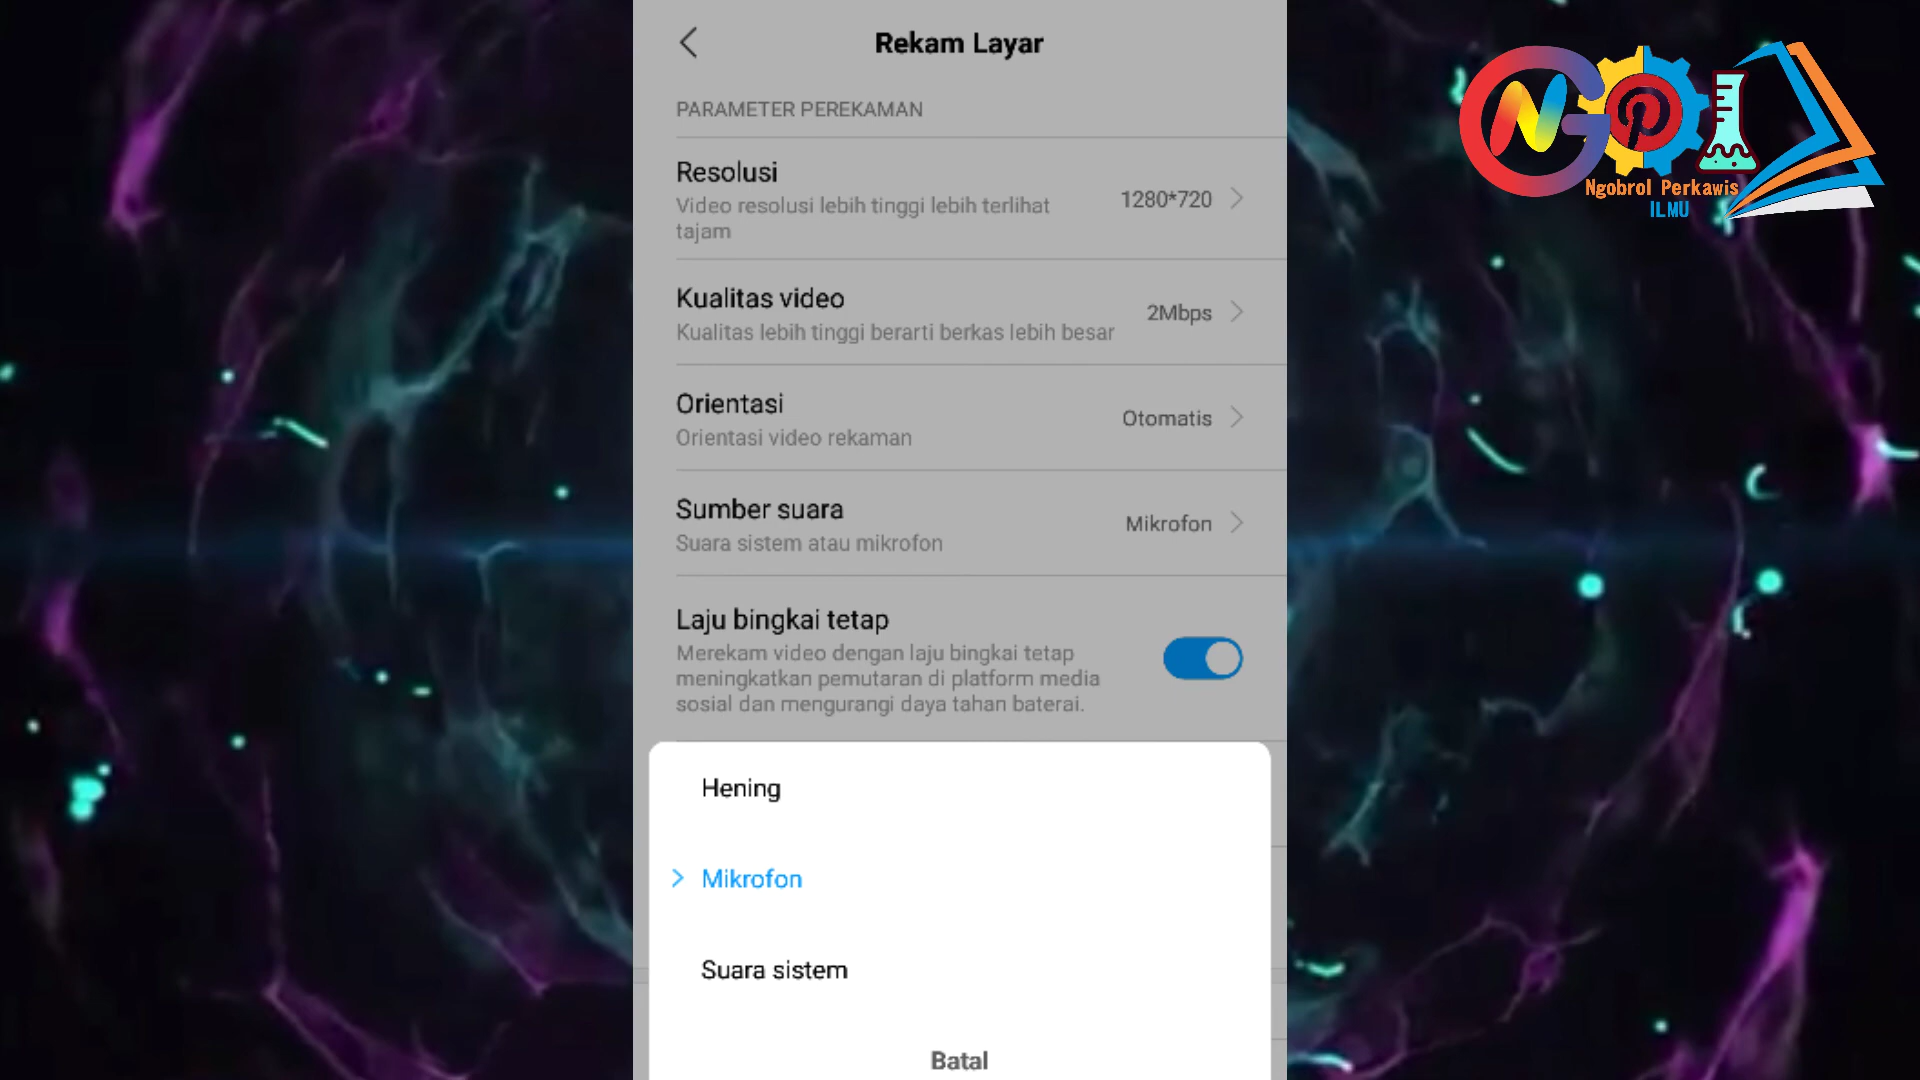 Rekam Layar
PARAMETER PEREKAMAN
Resolusi
Video resolusi lebih tinggi lebih terlihat
tajam
1280*720
Kualitas video
Kualitas lebih tinggi berarti berkas lebih besar
2Mbps
Orientasi
Orientasi video rekaman
Otomatis
Sumber suara
Suara sistem atau mikrofon
Mikrofon
Laju bingkai tetap
Merekam video dengan laju bingkai tetap
meningkatkan pemutaran di platform media
sosial dan mengurangi daya tahan baterai.
Hening
Mikrofon
Suara sistem
Batal
NGOPI
Ngobrol Perkawis
ILMU